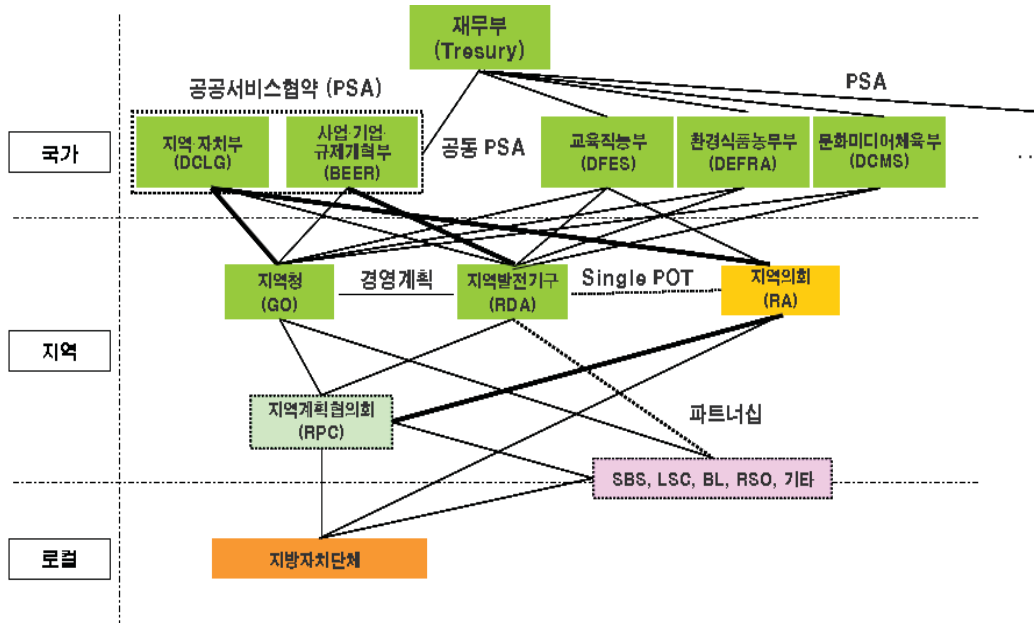 재무부
(Tresury)
공공서비스협약 (PSA)
PSA
국가
지역·자치부
(DCLG)
사업·기업·
규제개혁부
(BEER)
공동 PSA
교육직능부
(DFES)
환경식품농무부
(DEFRA)
문화미디어체육부
(DCMS)
..
지역청
(GO)
경영계획
지역발전기구
(RDA)
Single POT
지역의회
(RA)
지역
지역계획협의회
(RPC)
파트너십
SBS, LSC, BL, RSO, 기타
로컬
지방자치단체